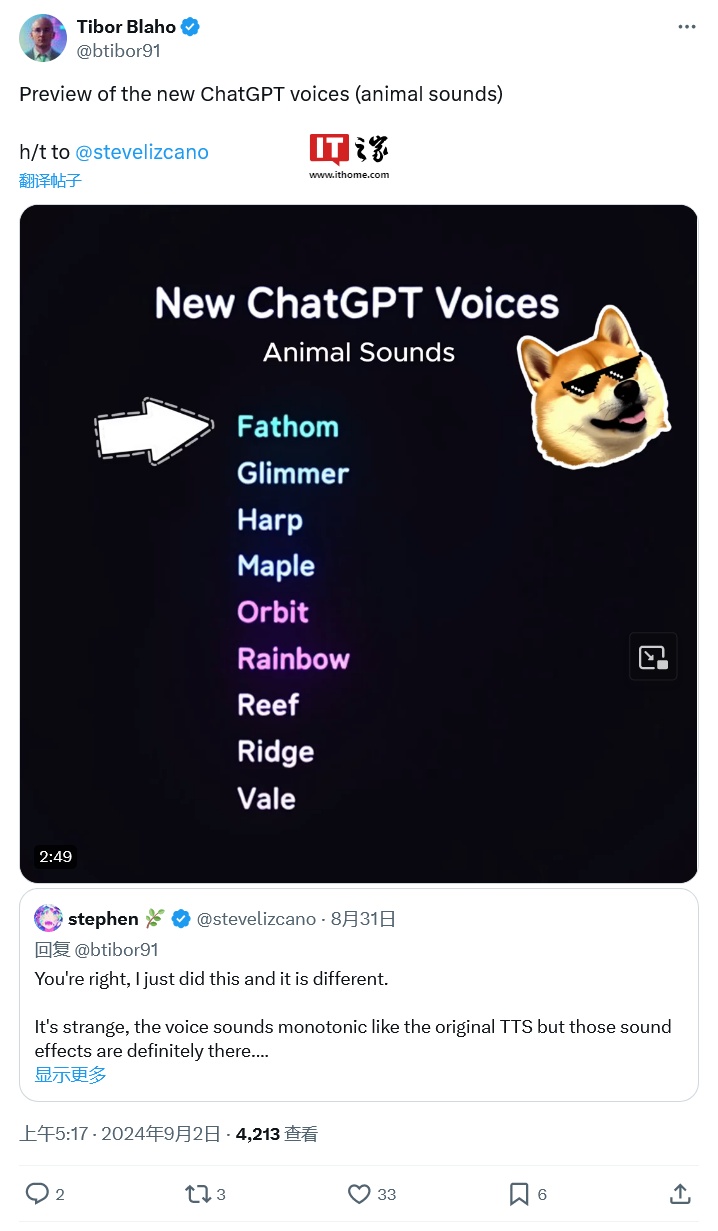 Tibor Blaho
@btibor91
Preview of the new ChatGPT voices (animal sounds)
h/t to @stevelizcano
翻译帖子
IT之家
www.ithome.com
New ChatGPT Voices
Animal Sounds
Fathom
Glimmer
Harp
Maple
Orbit
Rainbow
Reef
Ridge
Vale
2:49
stephen @stevelizcano · 8月31日
回复 @btibor91
You're right, I just did this and it is different.
It's strange, the voice sounds monotonic like the original TTS but those sound
effects are definitely there....
显示更多
上午5:17 · 2024年9月2日 · 4,213 查看
2 3 33 6